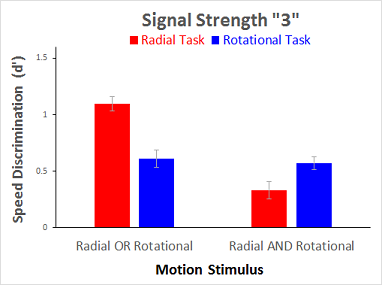 Signal Strength "3"
Radial Task Rotational Task
Speed Discrimination (d')
1.5
1
0.5
0
Radial OR Rotational Radial AND Rotational
Motion Stimulus